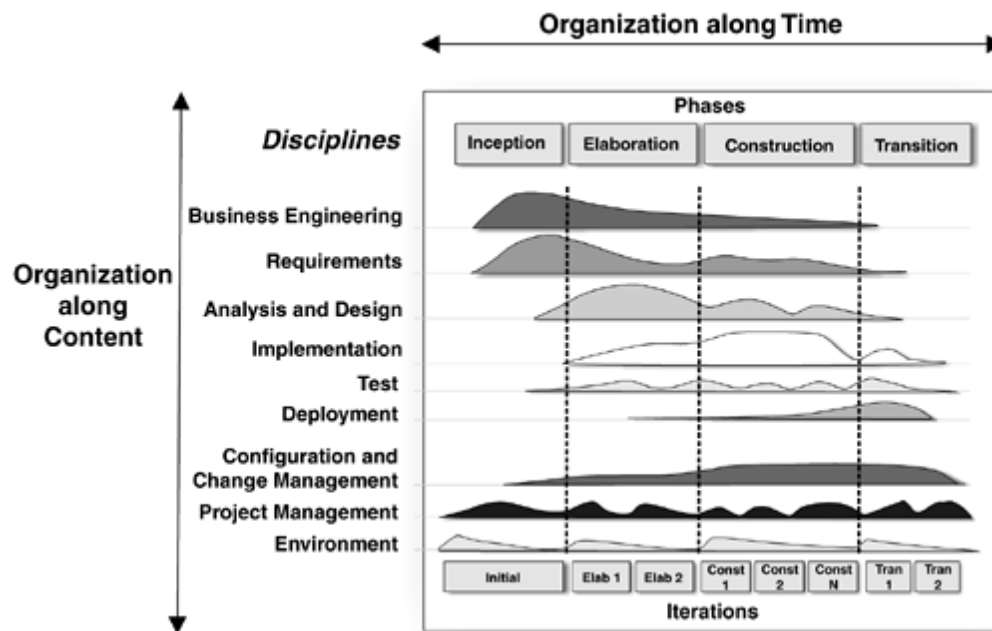 Organization along Time
Phases
Disciplines
Inception
Elaboration
Construction
Transition
Business Engineering
Requirements
Organization
along
Content
Analysis and Design
Implementation
Test
Deployment
Configuration and
Change Management
Project Management
Environment
Initial
Elab 1
Elab 2
Const
1
Const
2
Const
N
Tran
1
Tran
2
Iterations